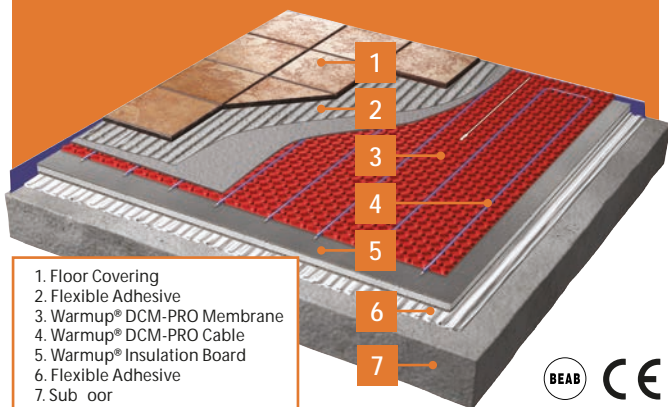 1
2
3
4
5
6
7
1. Floor Covering
2. Flexible Adhesive
3. Warmup® DCM-PRO Membrane
4. Warmup® DCM-PRO Cable
5. Warmup® Insulation Board
6. Flexible Adhesive
7. Sub oor
BEAB
CE